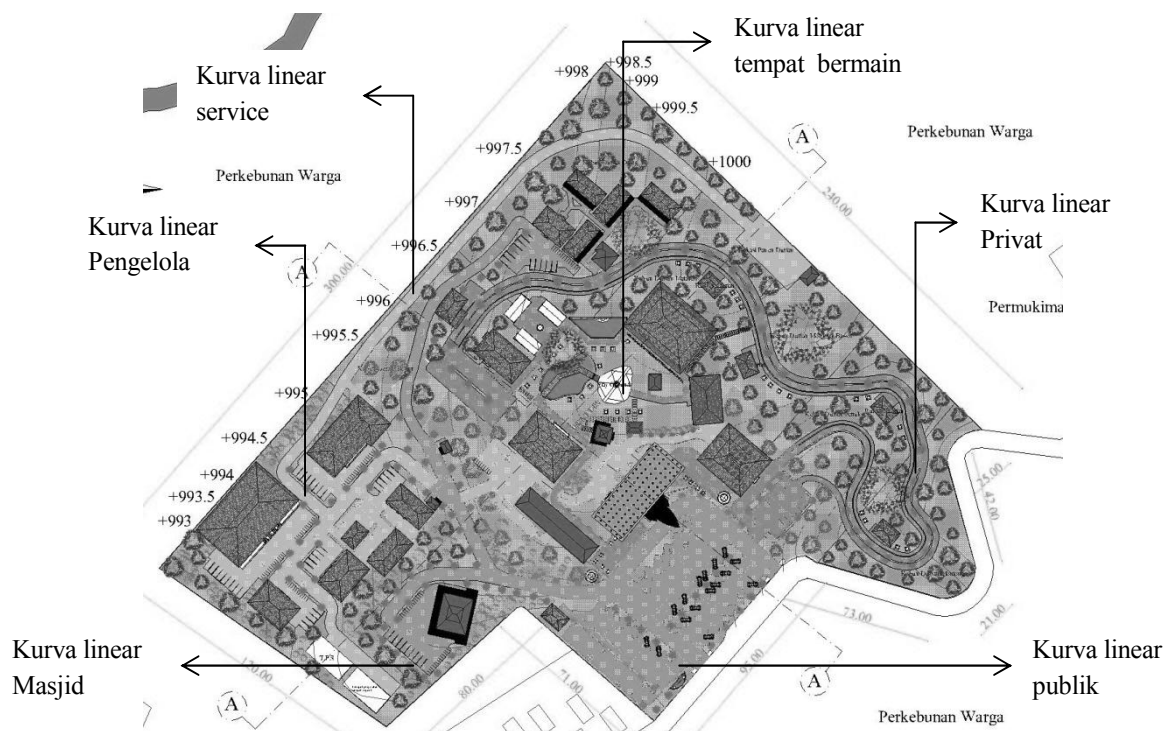 Kurva linear
tempat bermain
Kurva linear
service
+998.5
+998
+999
+999.5
Perkebunan Warga
A
+997.5
+1000
Perkebunan Warga
240.00
+997
Kurva linear
Privat
Kurva linear
Pengelola
+996.5
A
300.00
+996
Permukima
+995.5
+995
+994.5
+994
25.00
+993.5
42.00
+993
73.00
21.00
Kurva linear
Masjid
Kurva linear
publik
120.00
80.00
71.00
A
A
Perkebunan Warga